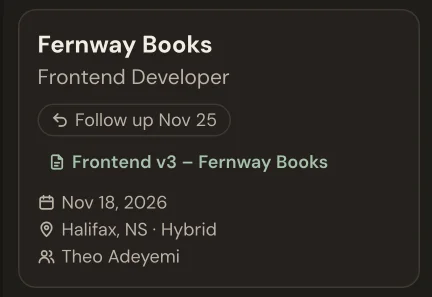 Fernway Books
Frontend Developer
Follow up Nov 25
Frontend v3 – Fernway Books
Nov 18, 2026
Halifax, NS · Hybrid
Theo Adeyemi